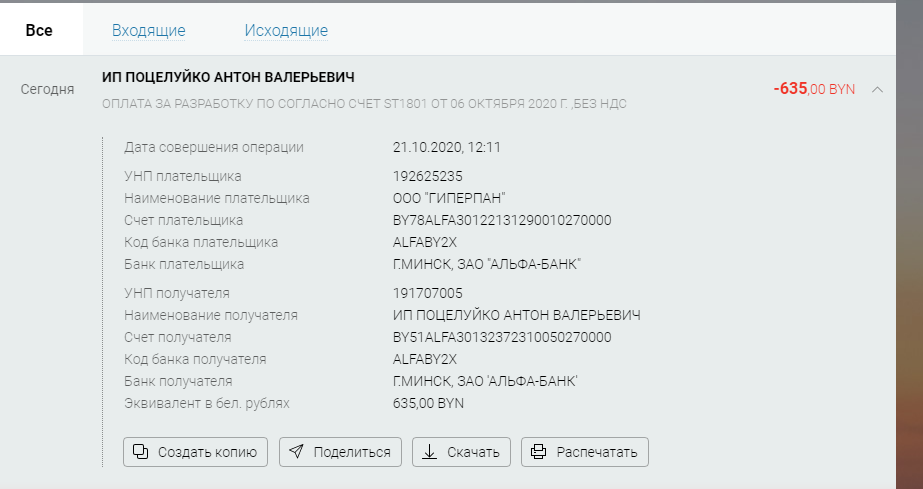 Все Входящие Исходящие
Сегодня ИП ПОЦЕЛУЙКО АНТОН ВАЛЕРЬЕВИЧ -635,00 BYN
ОПЛАТА ЗА РАЗРАБОТКУ ПО СОГЛАСНО СЧЕТ ST1801 ОТ 06 ОКТЯБРЯ 2020 Г. ,БЕЗ НДС
Дата совершения операции 21.10.2020, 12:11
УНП плательщика 192625235
Наименование плательщика ООО "ГИПЕРПАН"
Счет плательщика BY78ALFA30122131290010270000
Код банка плательщика ALFABY2X
Банк плательщика Г.МИНСК, ЗАО "АЛЬФА-БАНК"
УНП получателя 191707005
Наименование получателя ИП ПОЦЕЛУЙКО АНТОН ВАЛЕРЬЕВИЧ
Счет получателя BY51ALFA30132372310050270000
Код банка получателя ALFABY2X
Банк получателя Г.МИНСК, ЗАО 'АЛЬФА-БАНК'
Эквивалент в бел. рублях 635,00 BYN
Создать копию Поделиться Скачать Распечатать